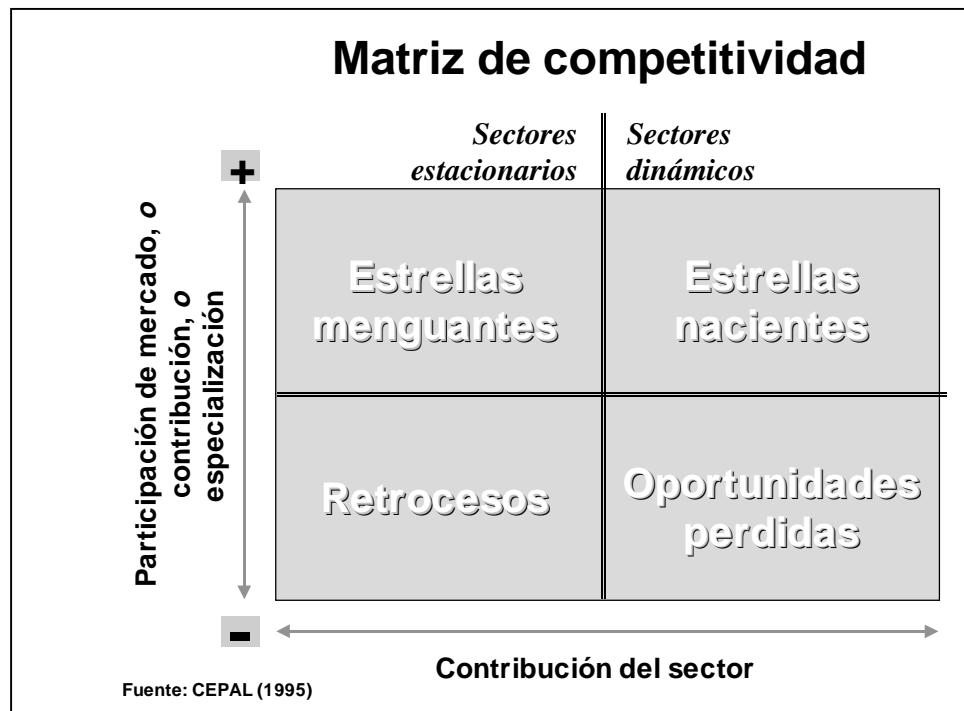 Matriz de competitividad
Sectores
estacionarios
Sectores
dinámicos
+
Participación de mercado, o
contribución, o
especialización
Estrellas
menguantes
Estrellas
nacientes
Retrocesos
Oportunidades
perdidas
-
Contribución del sector
Fuente: CEPAL (1995)